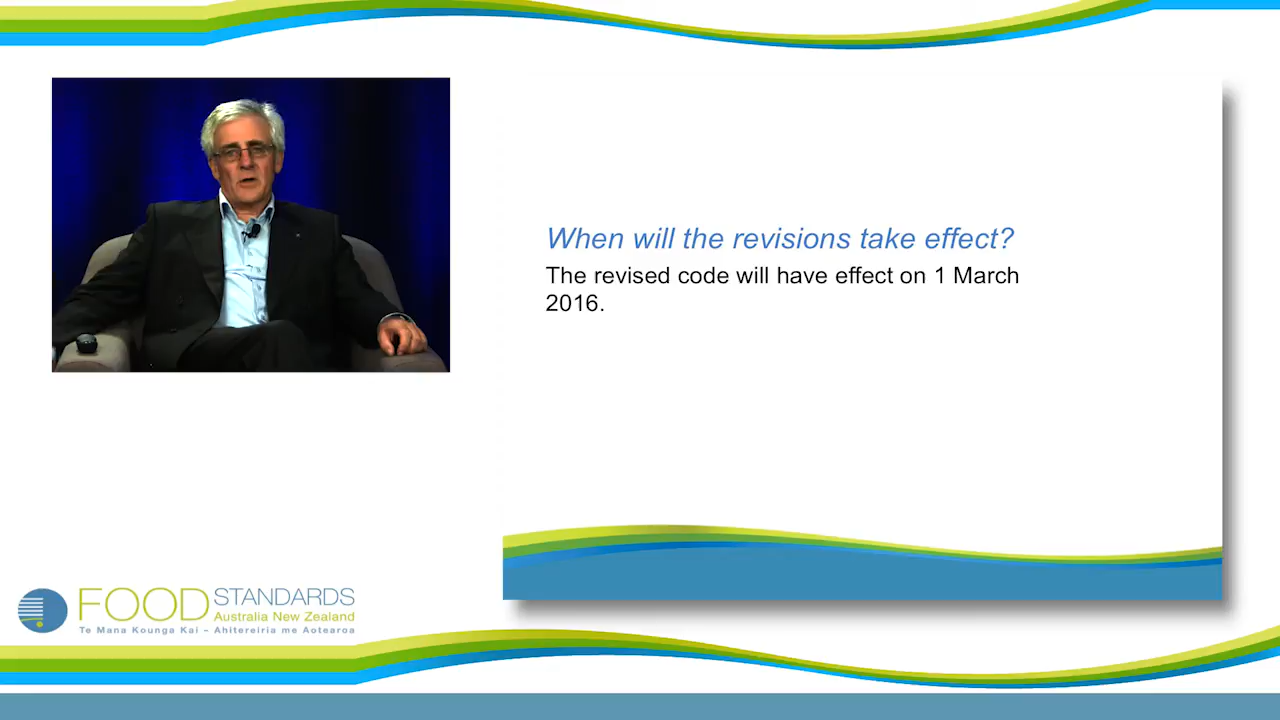 When will the revisions take effect?
The revised code will have effect on 1 March
2016.
FOOD STANDARDS
Australia New Zealand
Te Mana Kounga Kai – Ahitereiria me Aotearoa